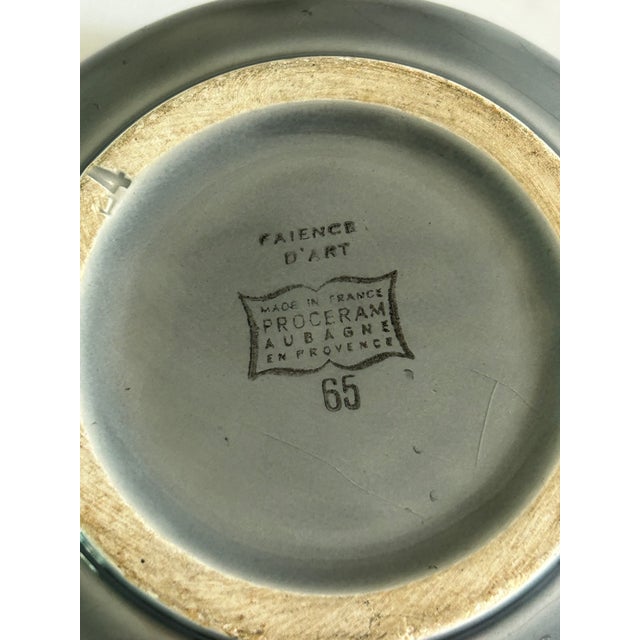 FAIENCE
D'ART
MADE IN FRANCE
PROCERAM
AUBAGNE
EN PROVENCE
65